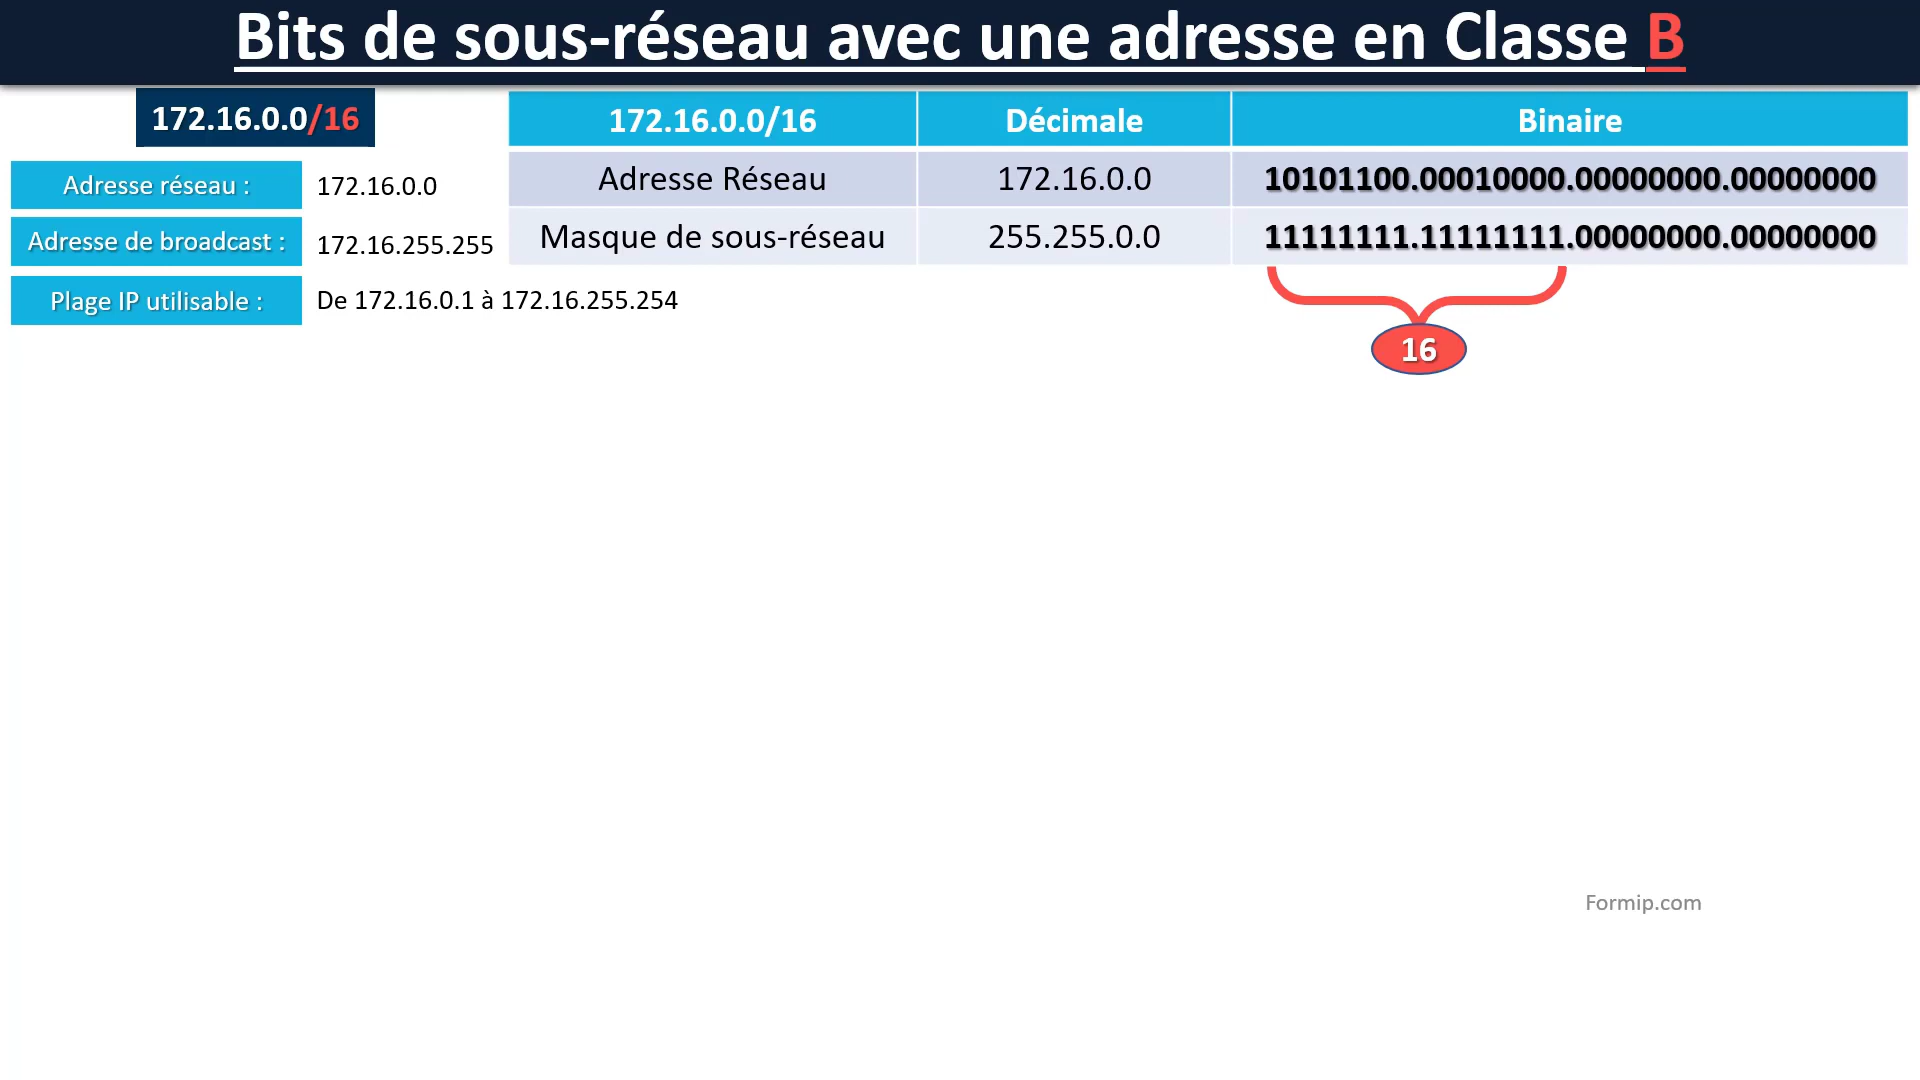 Bits de sous-réseau avec une adresse en Classe B
172.16.0.0/16
Adresse réseau : 172.16.0.0
Adresse de broadcast : 172.16.255.255
Plage IP utilisable : De 172.16.0.1 à 172.16.255.254
172.16.0.0/16 Décimale Binaire
Adresse Réseau 172.16.0.0 10101100.00010000.00000000.00000000
Masque de sous-réseau 255.255.0.0 11111111.11111111.00000000.00000000
16
Formip.com